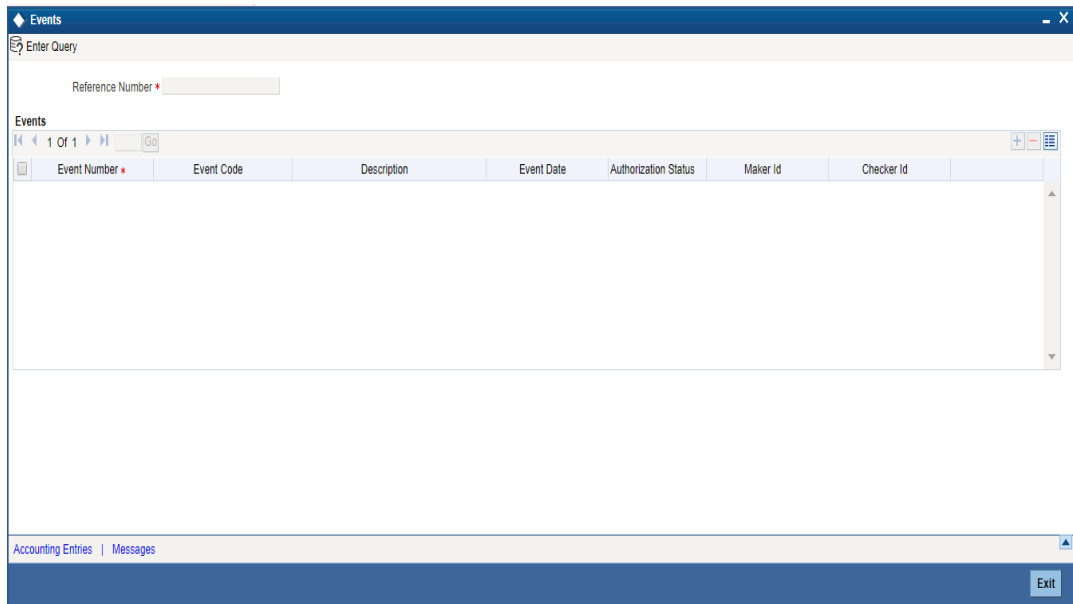 Events
Enter Query
Reference Number *
Events
1 Of 1 Go
Event Number * Event Code Description Event Date Authorization Status Maker Id Checker Id
Accounting Entries | Messages
Exit